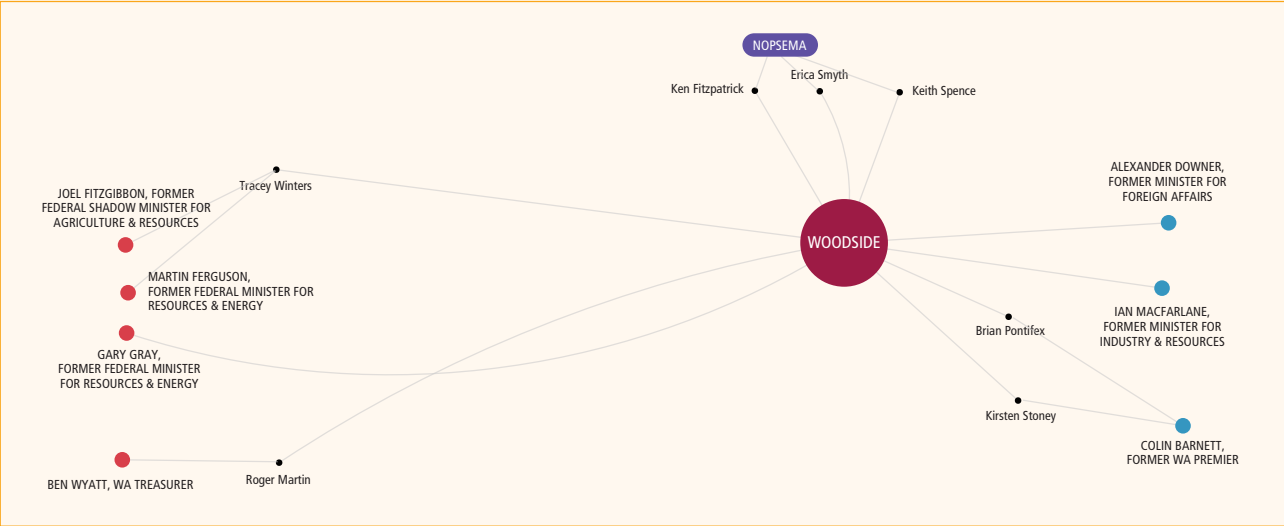 NOPSEMA
Ken Fitzpatrick
Erica Smyth
Keith Spence
Tracey Winters
JOEL FITZGIBBON, FORMER
FEDERAL SHADOW MINISTER FOR
AGRICULTURE & RESOURCES
MARTIN FERGUSON,
FORMER FEDERAL MINISTER FOR
RESOURCES & ENERGY
GARY GRAY,
FORMER FEDERAL MINISTER
FOR RESOURCES & ENERGY
BEN WYATT, WA TREASURER
Roger Martin
WOODSIDE
ALEXANDER DOWNER,
FORMER MINISTER FOR
FOREIGN AFFAIRS
IAN MACFARLANE,
FORMER MINISTER FOR
INDUSTRY & RESOURCES
Brian Pontifex
Kirsten Stoney
COLIN BARNETT,
FORMER WA PREMIER